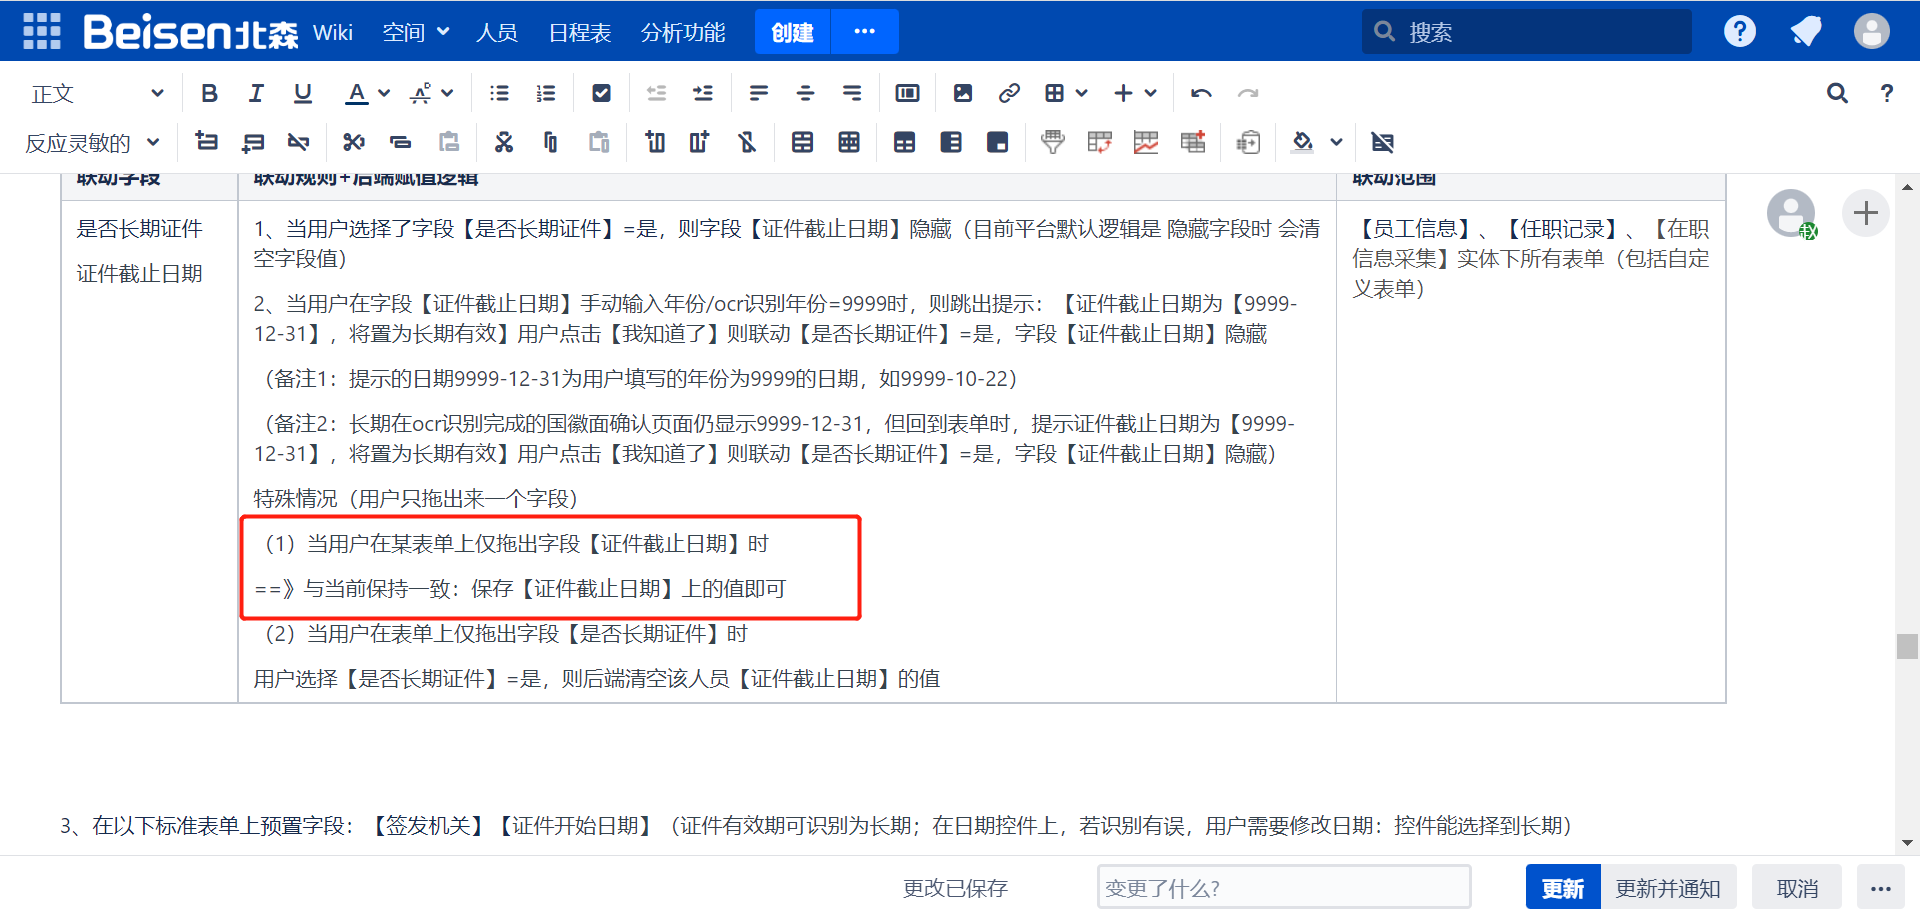 Beisen北森 Wiki 空间 人员 日程表 分析功能 创建 ··· 搜索
正文
反应灵敏的
联动字段 联动规则+后端赋值逻辑 联动范围
是否长期证件
证件截止日期
1、当用户选择了字段【是否长期证件】=是，则字段【证件截止日期】隐藏（目前平台默认逻辑是 隐藏字段时 会清
空字段值）
2、当用户在字段【证件截止日期】手动输入年份/ocr识别年份=9999时，则跳出提示：【证件截止日期为【9999-
12-31】，将置为长期有效】用户点击【我知道了】则联动【是否长期证件】=是，字段【证件截止日期】隐藏
（备注1：提示的日期9999-12-31为用户填写的年份为9999的日期，如9999-10-22）
（备注2：长期在ocr识别完成的国徽面确认页面仍显示9999-12-31，但回到表单时，提示证件截止日期为【9999-
12-31】，将置为长期有效】用户点击【我知道了】则联动【是否长期证件】=是，字段【证件截止日期】隐藏）
特殊情况（用户只拖出来一个字段）
（1）当用户在某表单上仅拖出字段【证件截止日期】时
==》与当前保持一致：保存【证件截止日期】上的值即可
（2）当用户在表单上仅拖出字段【是否长期证件】时
用户选择【是否长期证件】=是，则后端清空该人员【证件截止日期】的值
【员工信息】、【任职记录】、【在职
信息采集】实体下所有表单（包括自定
义表单）
赵
3、在以下标准表单上预置字段：【签发机关】【证件开始日期】（证件有效期可识别为长期；在日期控件上，若识别有误，用户需要修改日期：控件能选择到长期）
更改已保存 变更了什么? 更新 更新并通知 取消 ···